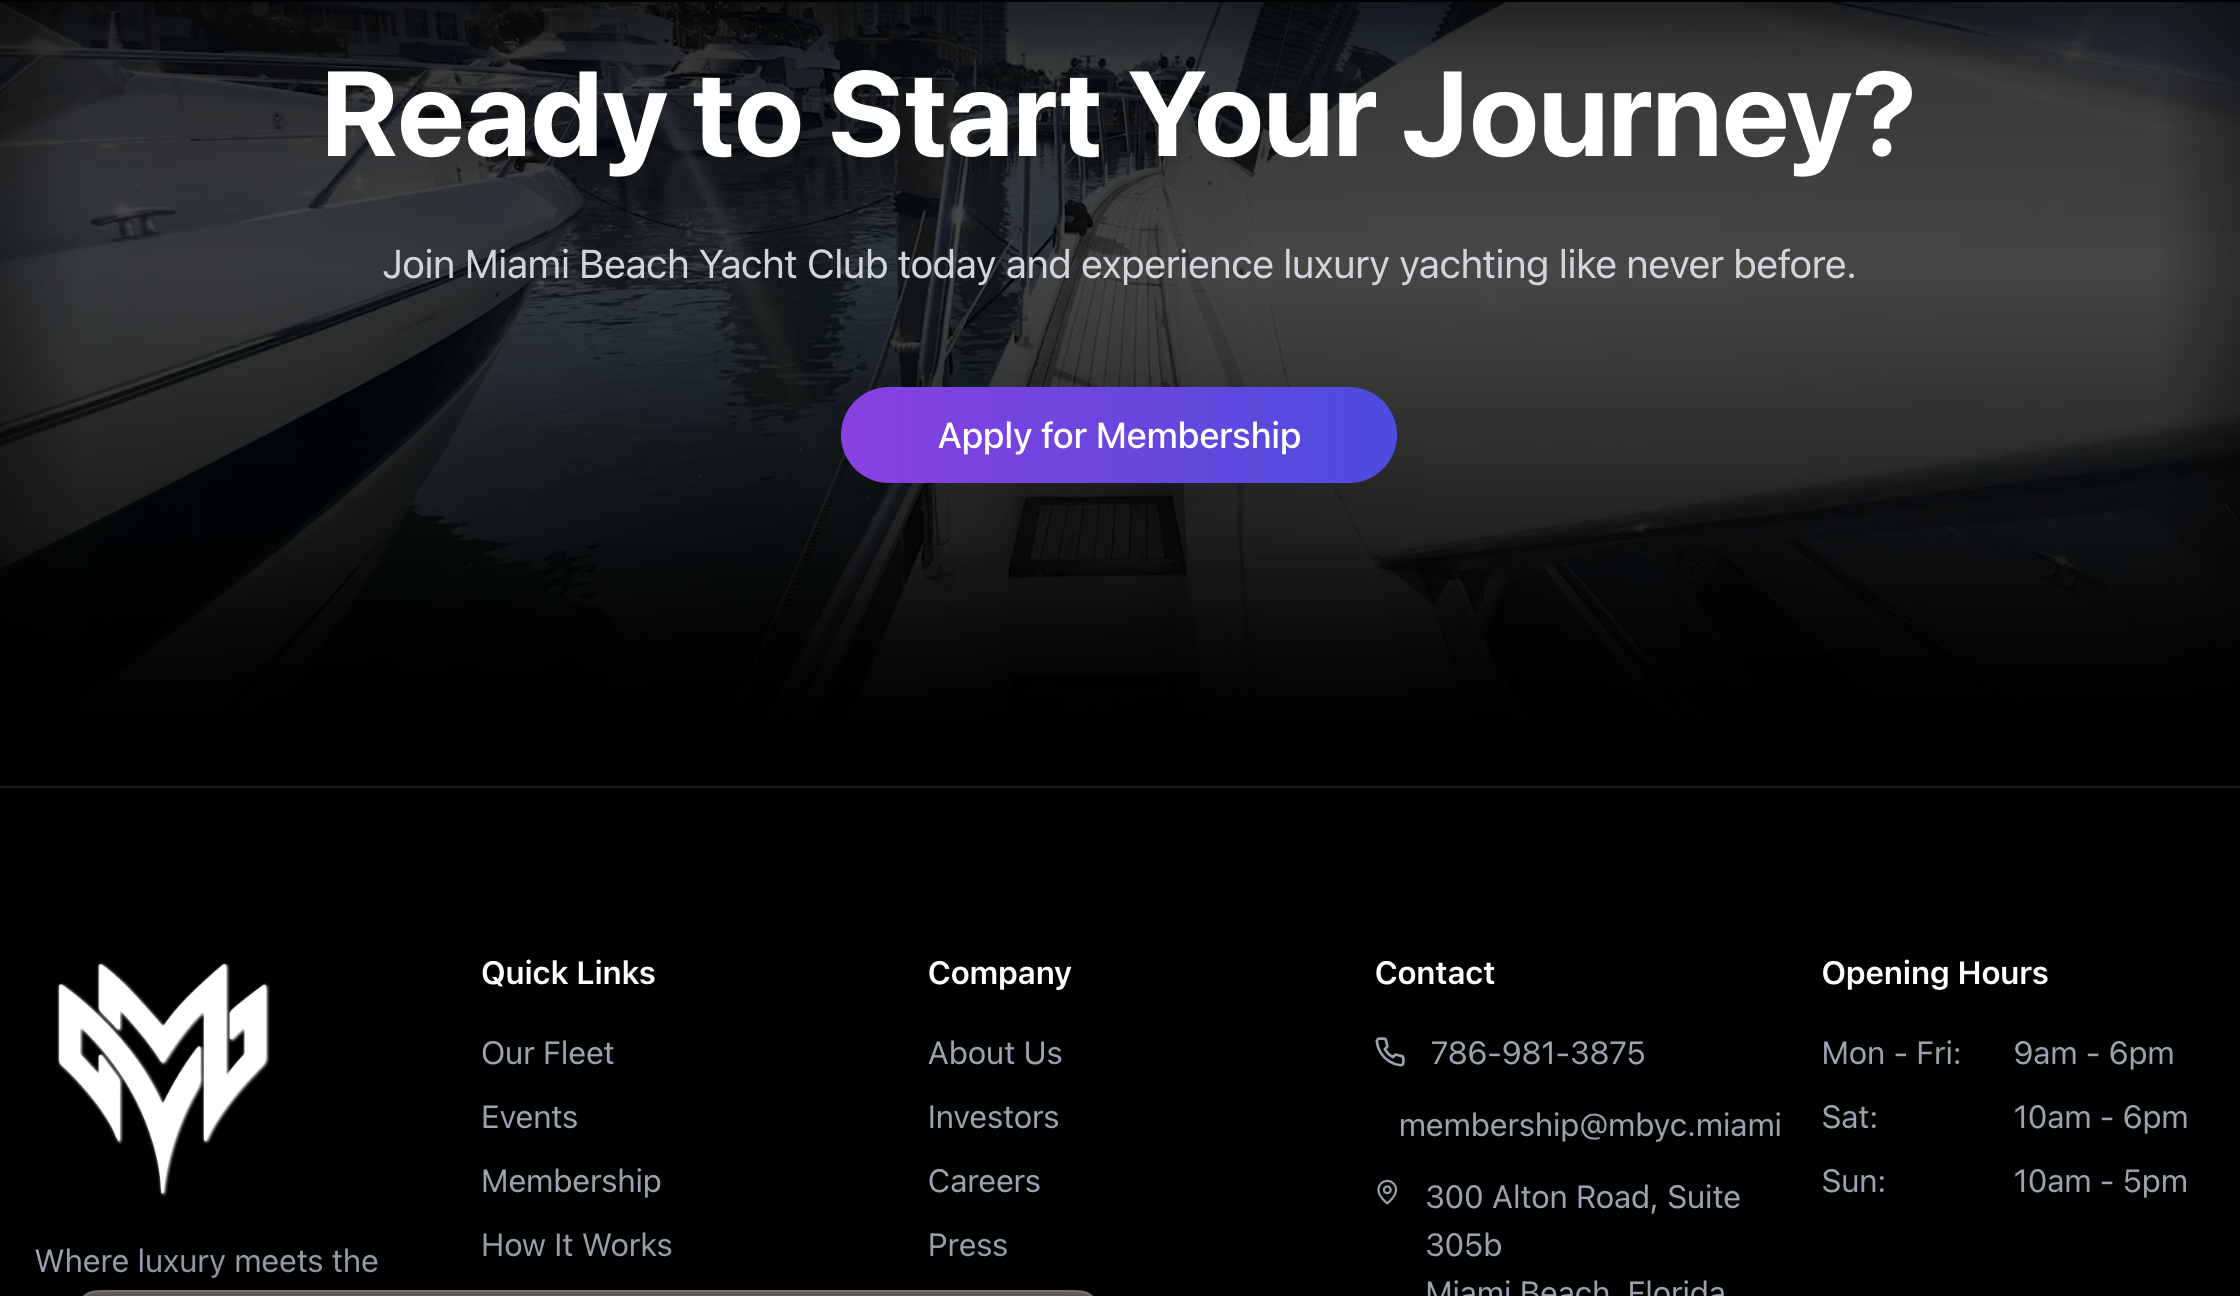 Ready to Start Your Journey?
Join Miami Beach Yacht Club today and experience luxury yachting like never before.
Apply for Membership
Where luxury meets the
Quick Links
Our Fleet
Events
Membership
How It Works
Company
About Us
Investors
Careers
Press
Contact
786-981-3875
membership@mbyc.miami
300 Alton Road, Suite
305b
Miami Beach, Florida
Opening Hours
Mon - Fri: 9am - 6pm
Sat: 10am - 6pm
Sun: 10am - 5pm